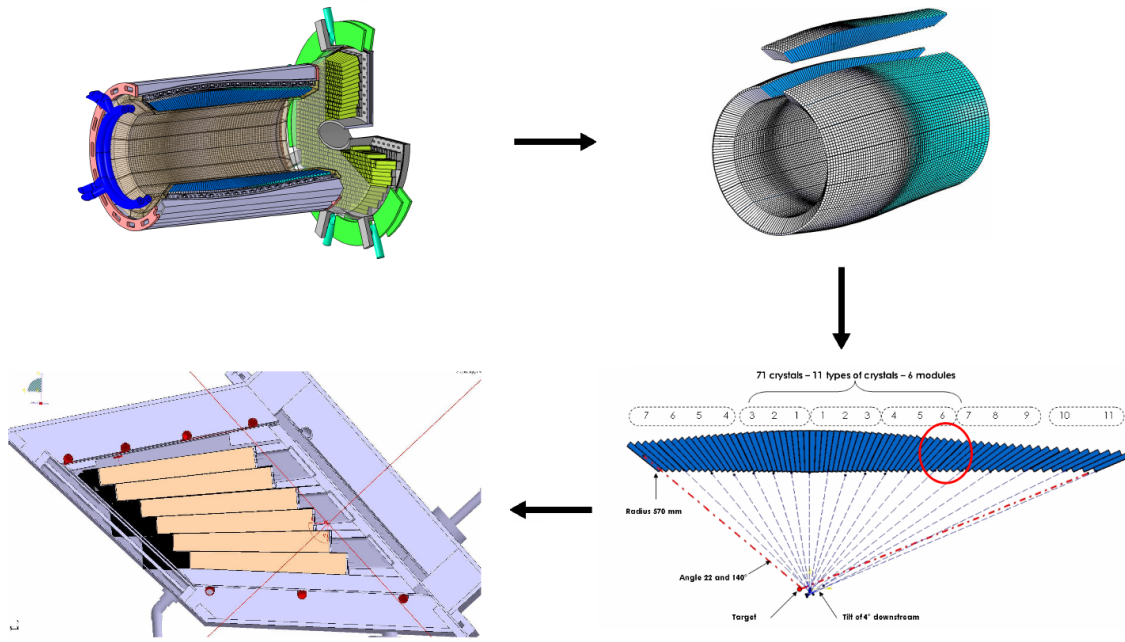 71 crystals – 11 types of crystals – 6 modules
7 6 5 4 3 2 1 1 2 3 4 5 6 7 8 9 10 11
Radius 570 mm
Angle 22 and 140°
Target
Tilt of 4° downstream